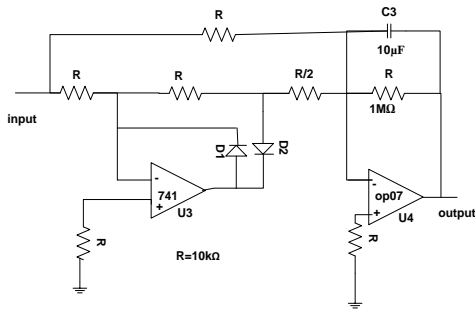 R
C3
10µF
R
R
R/2
R
1MΩ
input
D1
D2
-
741
+
U3
-
op07
+
U4
output
R
R
R=10kΩ